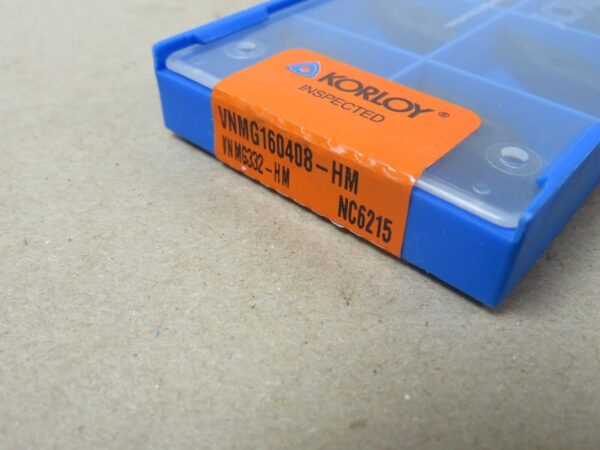 KORLOY®
INSPECTED
VNMG160408-HM
VNMG332-HM
NC6215